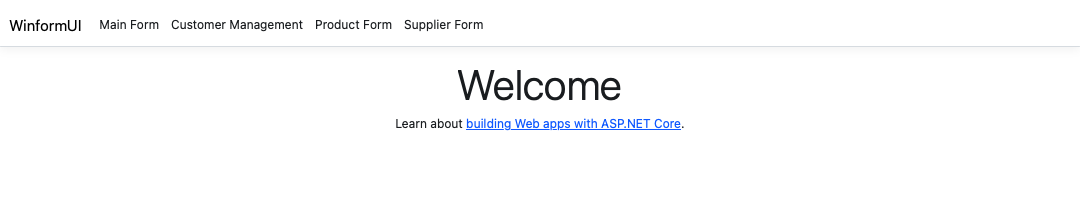 WinformUI Main Form Customer Management Product Form Supplier Form
Welcome
Learn about building Web apps with ASP.NET Core.